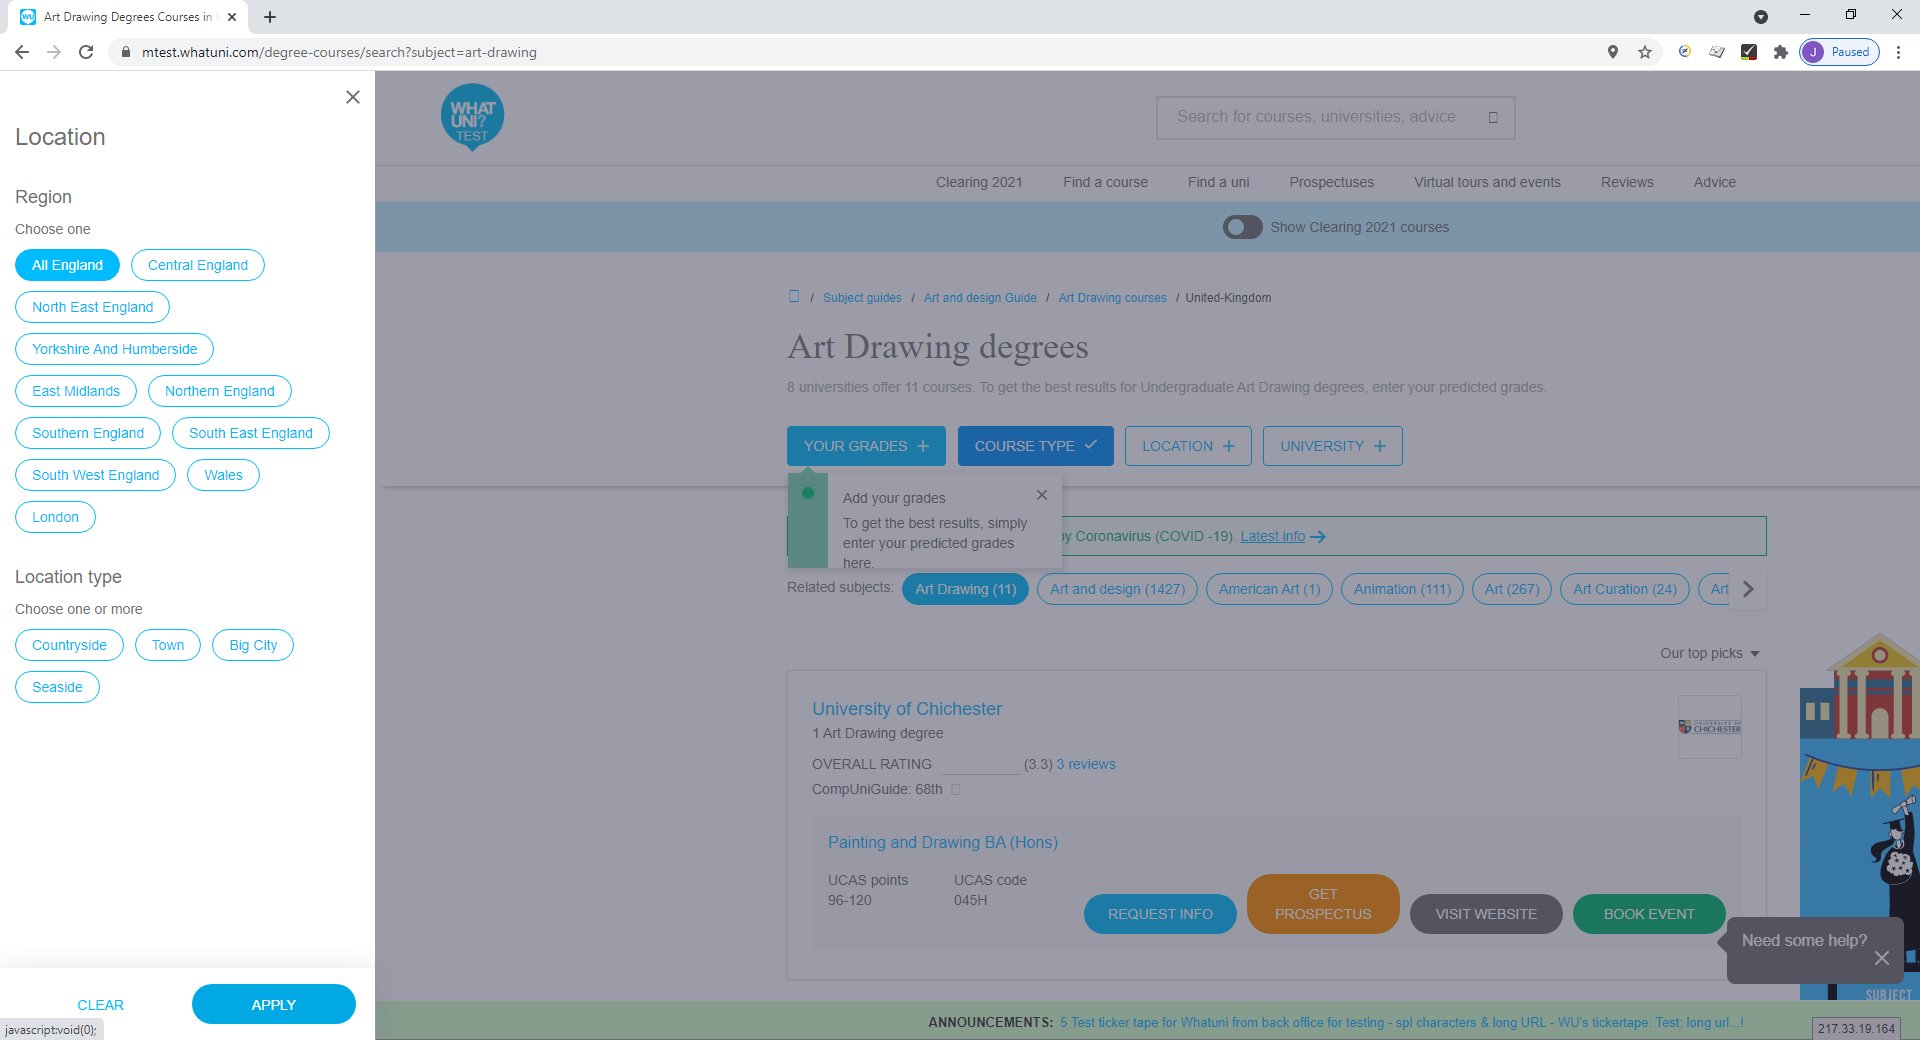 Art Drawing Degrees Courses in
mtest.whatuni.com/degree-courses/search?subject=art-drawing
J Paused
Location
Region
Choose one
All England
Central England
North East England
Yorkshire And Humberside
East Midlands
Northern England
Southern England
South East England
South West England
Wales
London
Location type
Choose one or more
Countryside
Town
Big City
Seaside
CLEAR
APPLY
javascript:void(0);
WHAT
UNI?
TEST
Search for courses, universities, advice
Clearing 2021
Find a course
Find a uni
Prospectuses
Virtual tours and events
Reviews
Advice
Show Clearing 2021 courses
/ Subject guides / Art and design Guide / Art Drawing courses / United-Kingdom
Art Drawing degrees
8 universities offer 11 courses. To get the best results for Undergraduate Art Drawing degrees, enter your predicted grades.
YOUR GRADES
COURSE TYPE
LOCATION
UNIVERSITY
Add your grades
To get the best results, simply
enter your predicted grades
here.
by Coronavirus (COVID -19). Latest info
Related subjects:
Art Drawing (11)
Art and design (1427)
American Art (1)
Animation (111)
Art (267)
Art Curation (24)
Art
Our top picks
University of Chichester
1 Art Drawing degree
UNIVERSITY OF
CHICHESTER
OVERALL RATING (3.3) 3 reviews
CompUniGuide: 68th
Painting and Drawing BA (Hons)
UCAS points
96-120
UCAS code
045H
REQUEST INFO
GET
PROSPECTUS
VISIT WEBSITE
BOOK EVENT
Need some help?
SUBJECT
ANNOUNCEMENTS: 5 Test ticker tape for Whatuni from back office for testing - spl characters & long URL - WU's tickertape: Test; long url...!
217.33.19.164